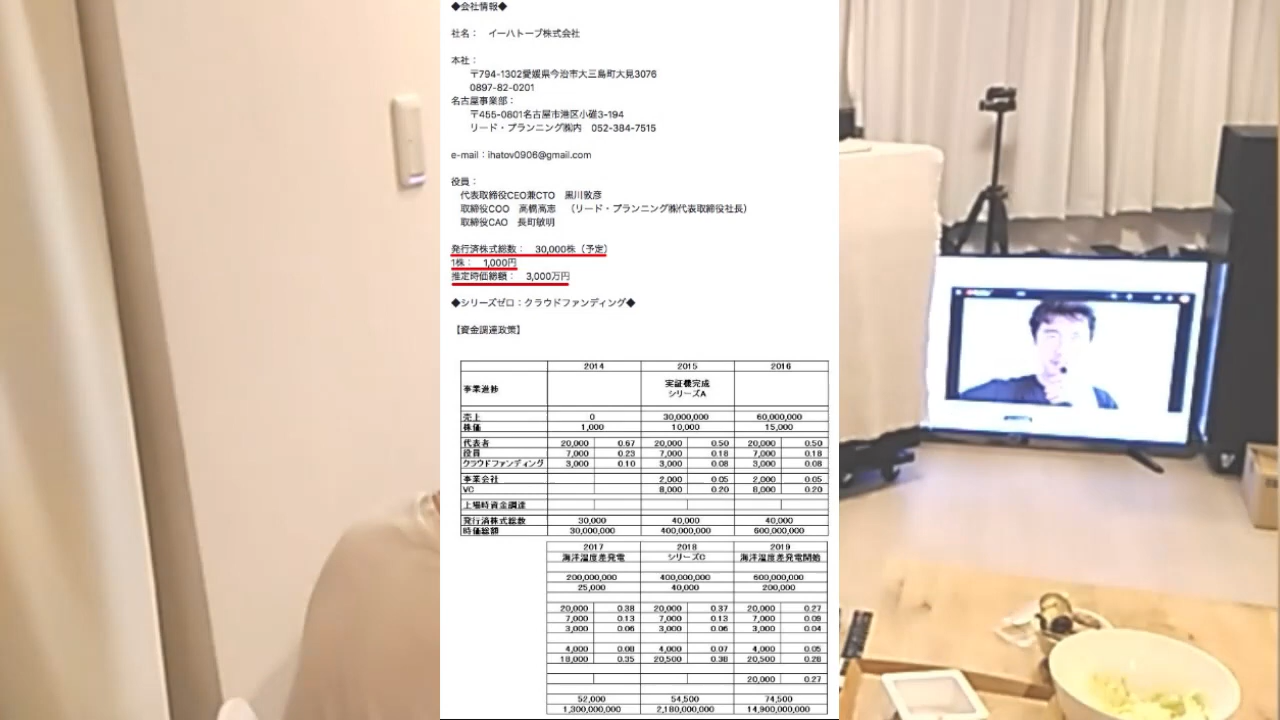 ◆会社情報◆
社名： イーハトーブ株式会社
本社：
〒794-1302愛媛県今治市大三島町大見3076
0897-82-0201
名古屋事業部：
〒455-0801名古屋市港区小碓3-194
リード・プランニング㈱内 052-384-7515
e-mail：ihatov0906@gmail.com
役員：
代表取締役CEO兼CTO 黒川敦彦
取締役COO 高橋高志 （リード・プランニング㈱代表取締役社長）
取締役CAO 長町敏明
発行済株式総数： 30,000株（予定）
1株： 1,000円
推定時価総額： 3,000万円
◆シリーズゼロ：クラウドファンディング◆
【資金調達政策】
2014 2015 2016
事業進捗 実証機完成
シリーズA
売上 0 30,000,000 60,000,000
株価 1,000 10,000 15,000
代表者 20,000 0.67 20,000 0.50 20,000 0.50
役員 7,000 0.23 7,000 0.18 7,000 0.18
クラウドファンディング 3,000 0.10 3,000 0.08 3,000 0.08
事業会社 2,000 0.05 2,000 0.05
VC 8,000 0.20 8,000 0.20
上場時資金調達
発行済株式総数 30,000 40,000 40,000
時価総額 30,000,000 400,000,000 600,000,000
2017 2018 2019
海洋温度差発電 シリーズC 海洋温度差発電開始
200,000,000 400,000,000 600,000,000
25,000 40,000 200,000
20,000 0.38 20,000 0.37 20,000 0.27
7,000 0.13 7,000 0.13 7,000 0.09
3,000 0.06 3,000 0.06 3,000 0.04
4,000 0.08 4,000 0.07 4,000 0.05
18,000 0.35 20,500 0.38 20,500 0.28
20,000 0.27
52,000 54,500 74,500
1,300,000,000 2,180,000,000 14,900,000,000